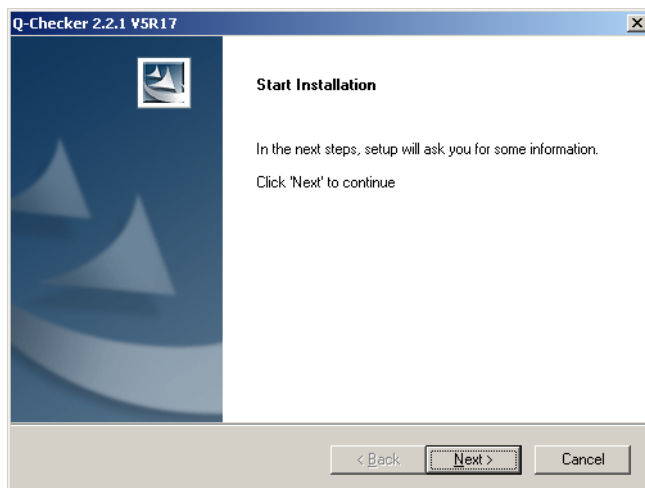 Q-Checker 2.2.1 V5R17
Start Installation
In the next steps, setup will ask you for some information.
Click 'Next' to continue
< Back
Next >
Cancel